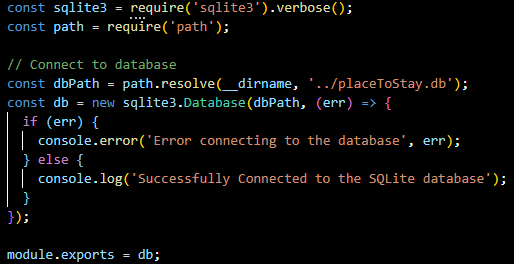 const sqlite3 = require('sqlite3').verbose();
const path = require('path');

// Connect to database
const dbPath = path.resolve(__dirname, '../placeToStay.db');
const db = new sqlite3.Database(dbPath, (err) => {
  if (err) {
    console.error('Error connecting to the database', err);
  } else {
    console.log('Successfully Connected to the SQLite database');
  }
});

module.exports = db;